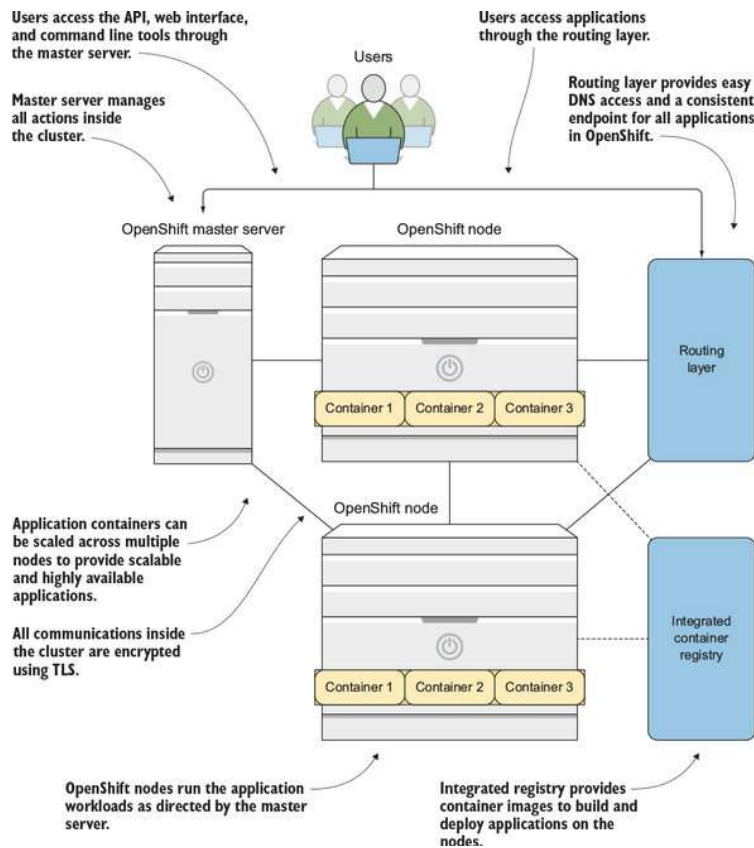 Users access the API, web interface,
and command line tools through
the master server.
Users access applications
through the routing layer.
Users
Routing layer provides easy
DNS access and a consistent
endpoint for all applications
in OpenShift.
Master server manages
all actions inside
the cluster.
OpenShift master server
OpenShift node
Routing
layer
Container 1
Container 2
Container 3
OpenShift node
Application containers can
be scaled across multiple
nodes to provide scalable
and highly available
applications.
All communications inside
the cluster are encrypted
using TLS.
Integrated
container
registry
Container 1
Container 2
Container 3
OpenShift nodes run the application
workloads as directed by the master
server.
Integrated registry provides
container images to build and
deploy applications on the
nodes.